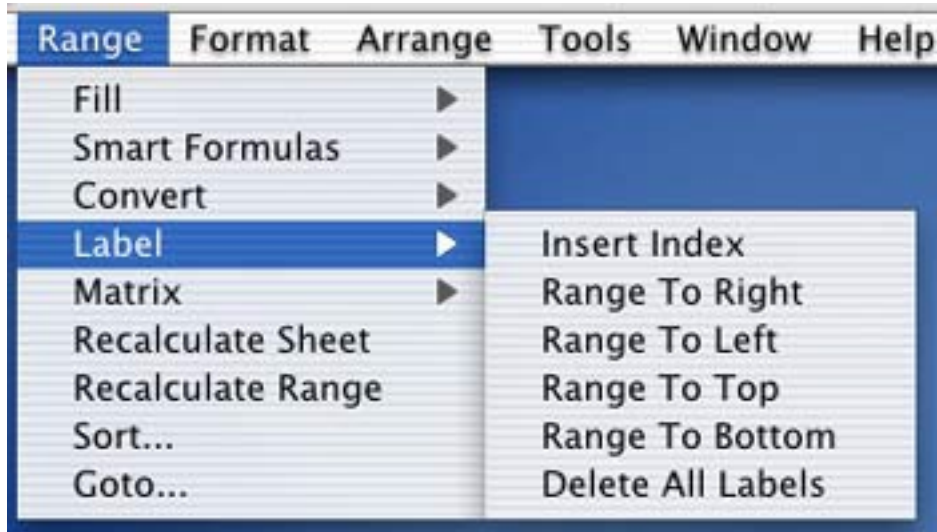 Range Format Arrange Tools Window Help
Fill
Smart Formulas
Convert
Label
Matrix
Recalculate Sheet
Recalculate Range
Sort...
Goto...
Insert Index
Range To Right
Range To Left
Range To Top
Range To Bottom
Delete All Labels